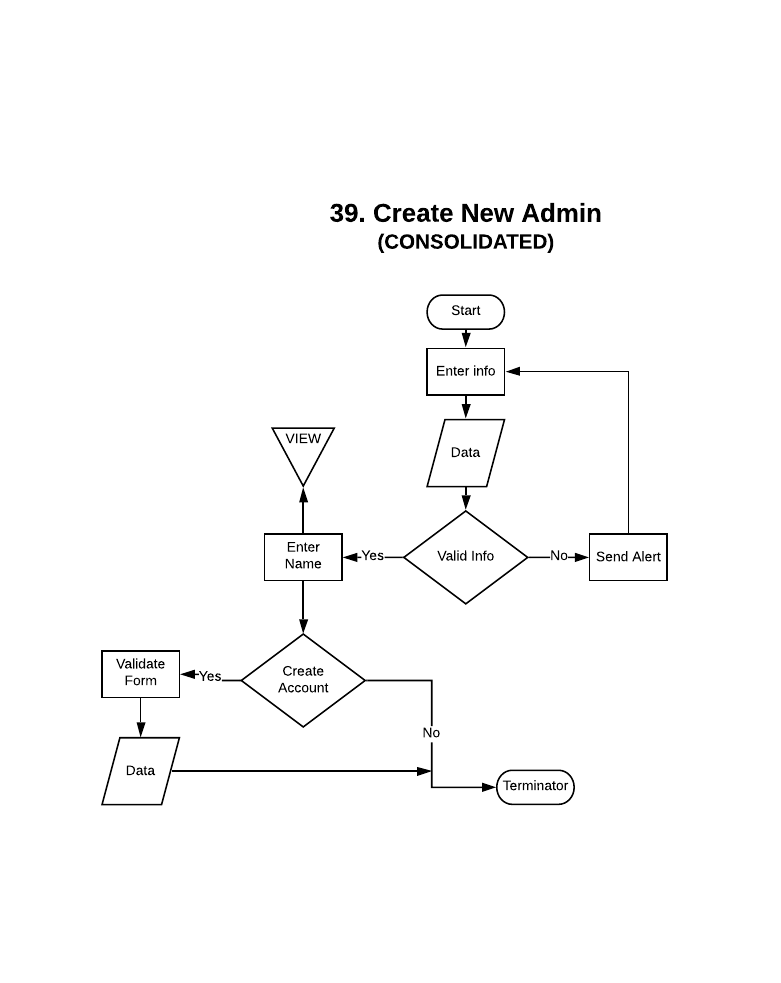 39. Create New Admin
(CONSOLIDATED)
Start
Enter info
VIEW
Data
Enter
Name
Yes
Valid Info
No
Send Alert
Validate
Form
Yes
Create
Account
No
Data
Terminator